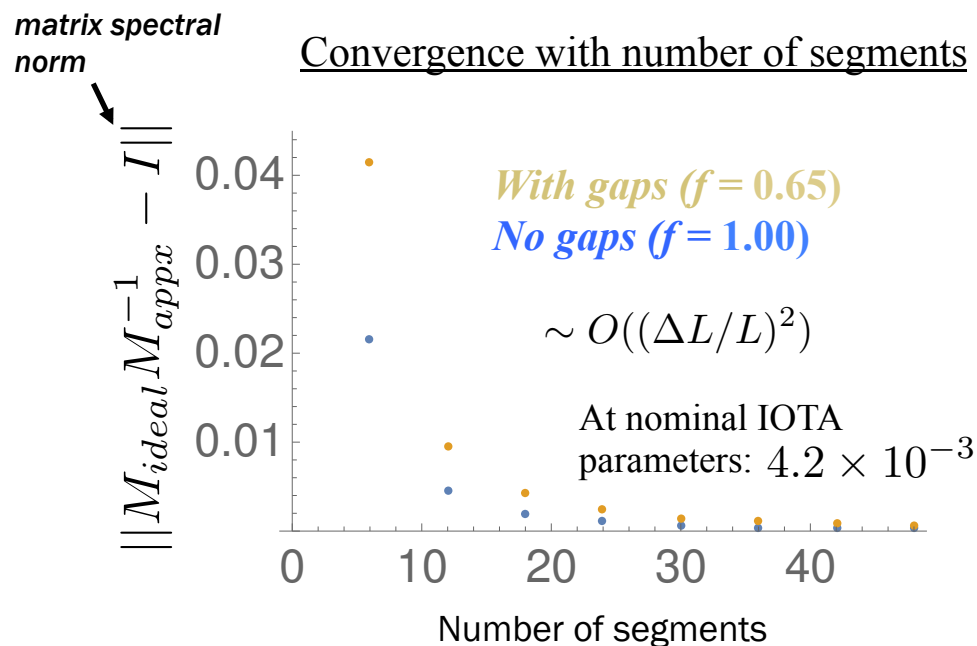 matrix spectral
norm
Convergence with number of segments
||M_{ideal} M_{appx}^{-1} − I||
0.04
0.03
0.02
0.01
With gaps (f = 0.65)
No gaps (f = 1.00)
∼ O((ΔL/L)^2)
At nominal IOTA
parameters: 4.2 × 10^{-3}
0 10 20 30 40
Number of segments